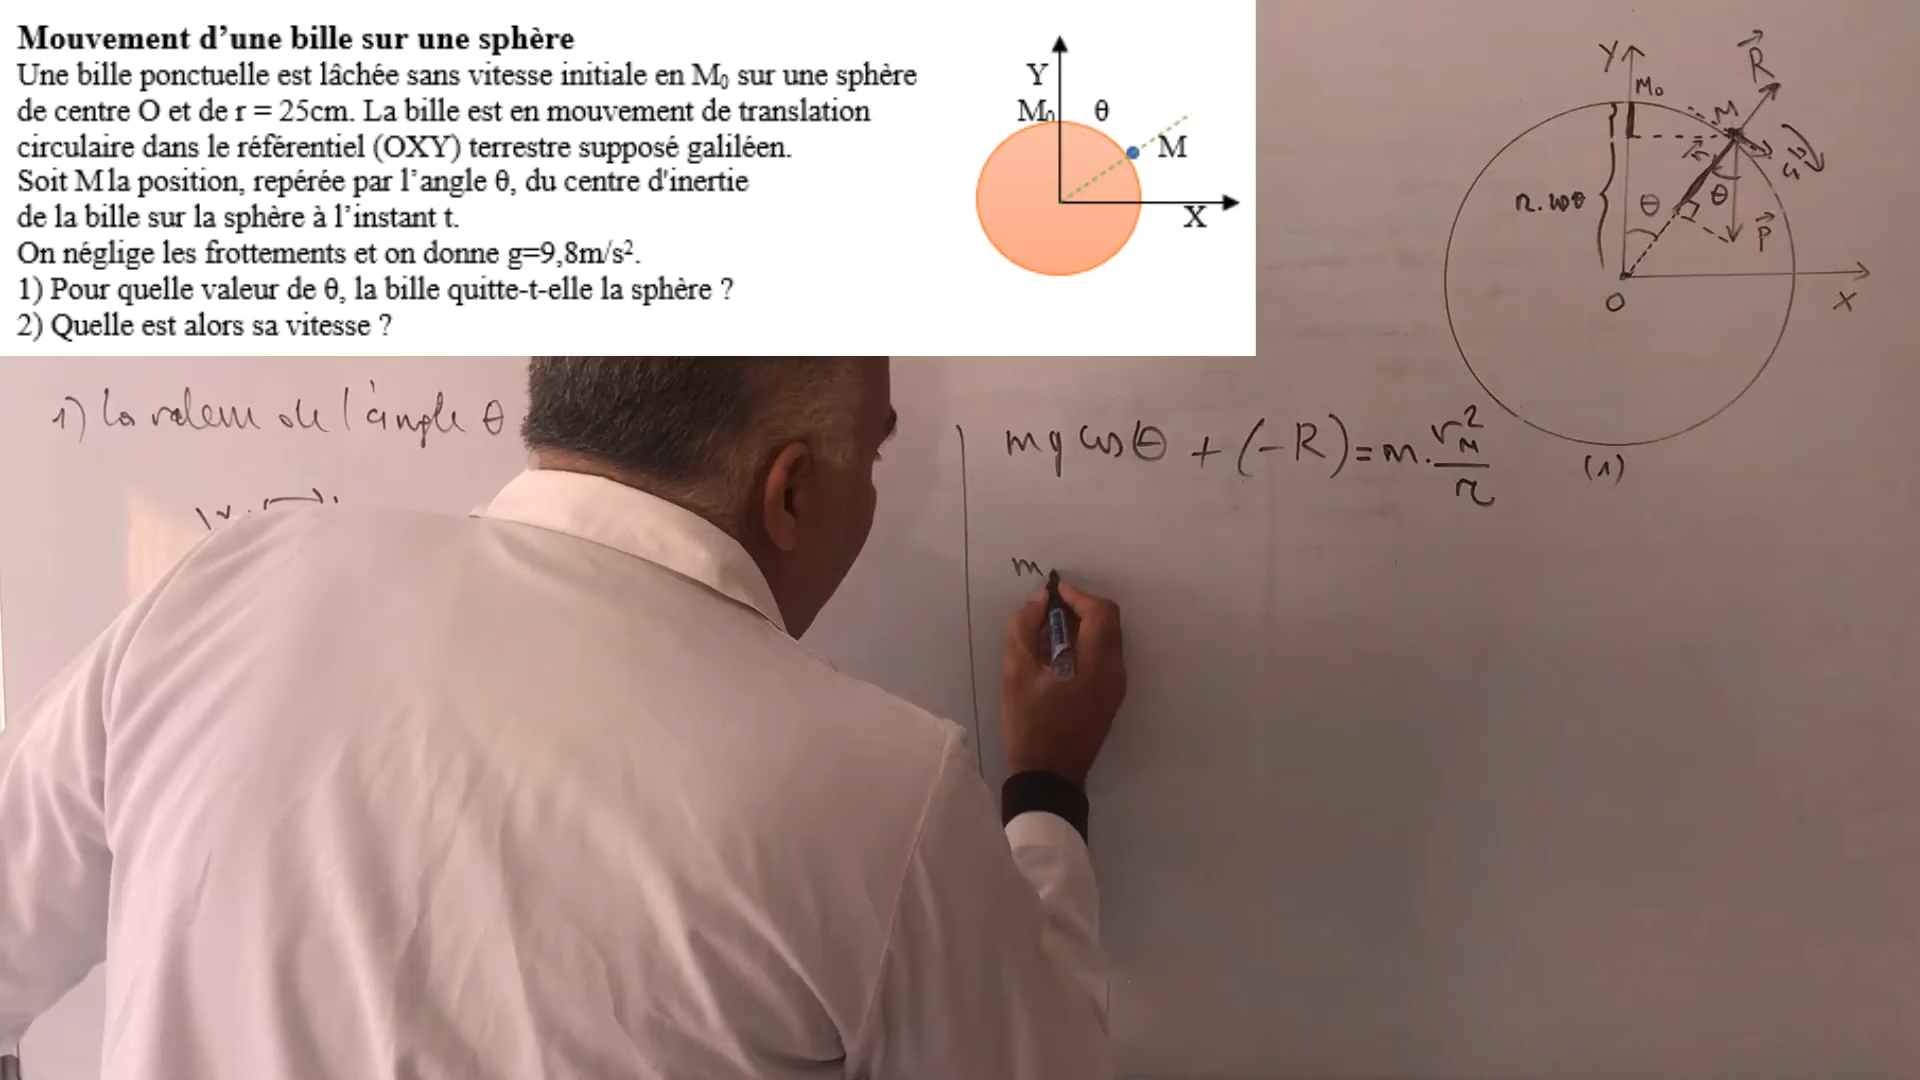 Mouvement d’une bille sur une sphère
Une bille ponctuelle est lâchée sans vitesse initiale en M₀ sur une sphère
de centre O et de r = 25cm. La bille est en mouvement de translation
circulaire dans le référentiel (OXY) terrestre supposé galiléen.
Soit M la position, repérée par l’angle θ, du centre d'inertie
de la bille sur la sphère à l’instant t.
On néglige les frottements et on donne g=9,8m/s².
1) Pour quelle valeur de θ, la bille quitte-t-elle la sphère ?
2) Quelle est alors sa vitesse ?
Y
M₀
θ
M
X
Y
M₀
R
M
r.cosθ
θ
θ
P
O
X
1) La valeur de l'angle θ
mg cosθ + (-R) = m. v²M / r (1)
m